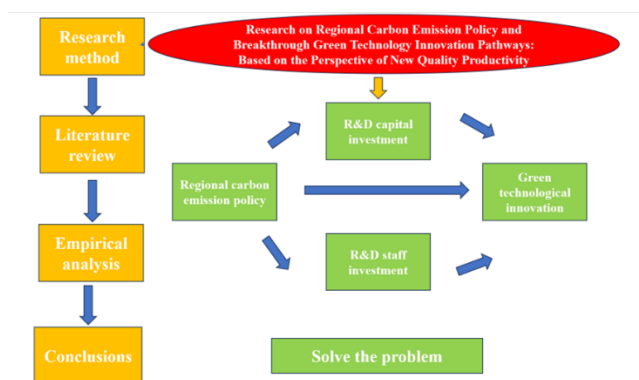 Research
method
Research on Regional Carbon Emission Policy and
Breakthrough Green Technology Innovation Pathways:
Based on the Perspective of New Quality Productivity
Literature
review
R&D capital
investment
Regional carbon
emission policy
Green
technological
innovation
Empirical
analysis
R&D staff
investment
Conclusions
Solve the problem